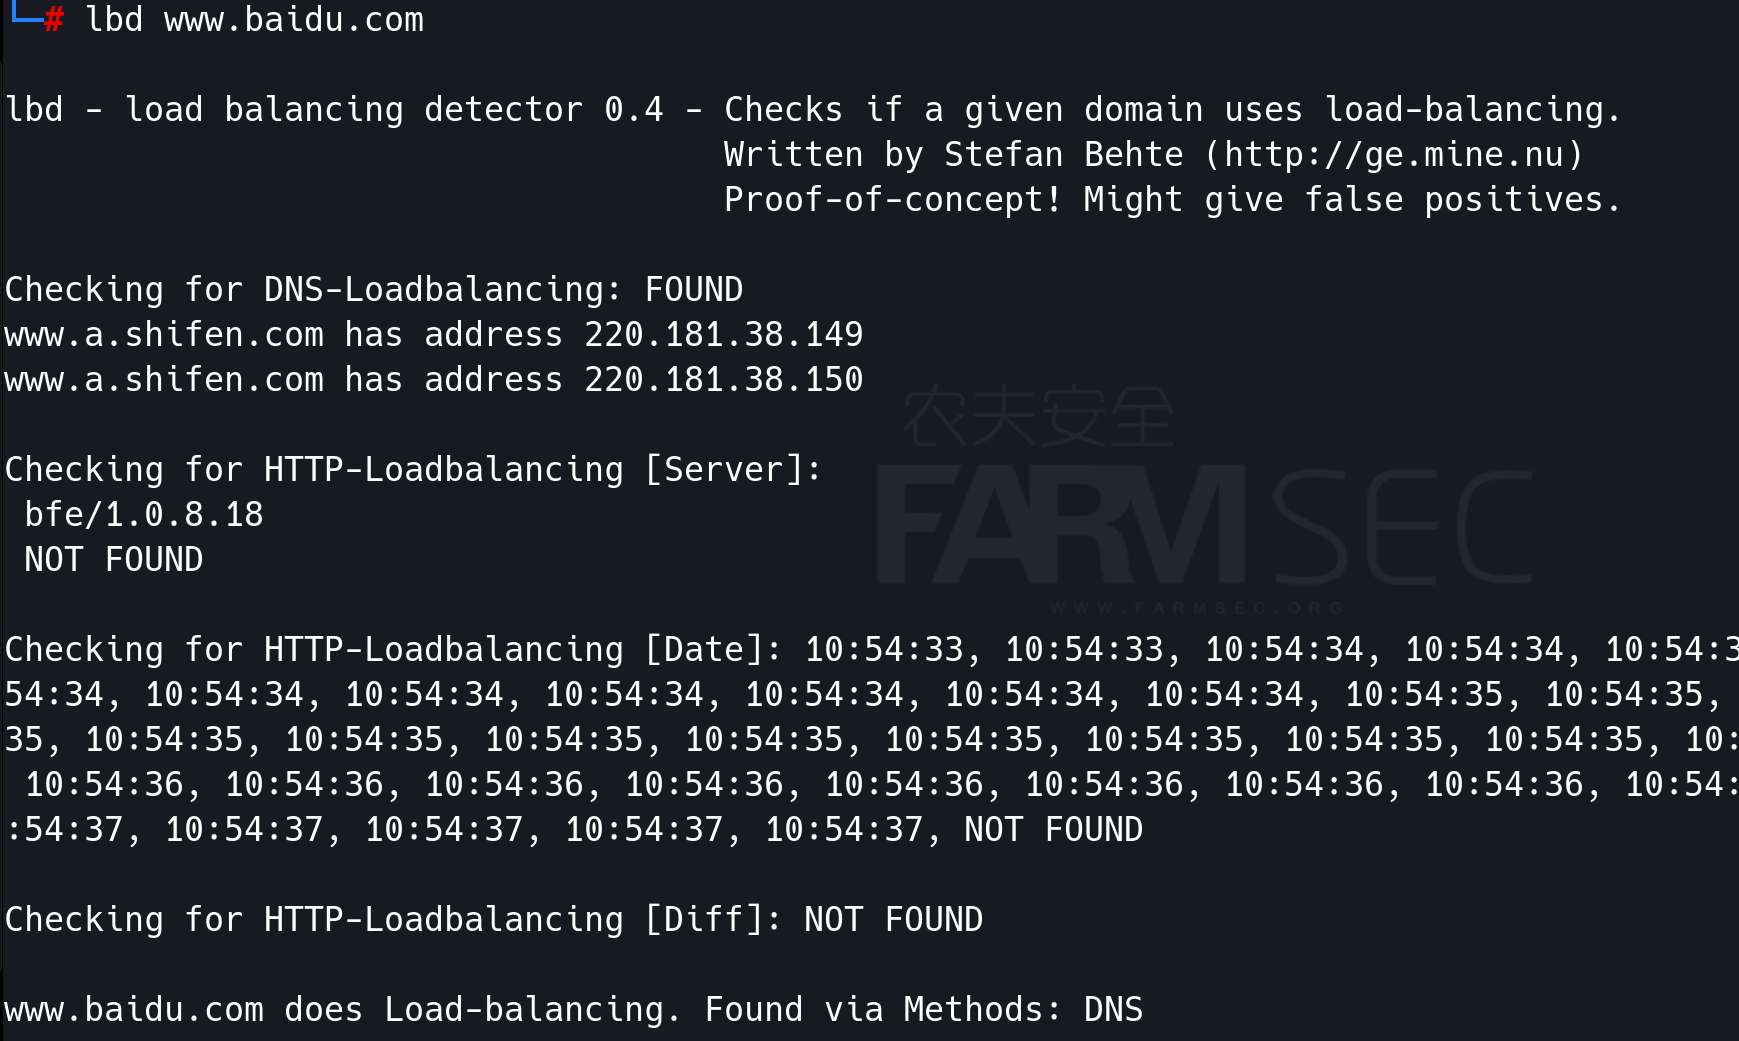 └─# lbd www.baidu.com
lbd - load balancing detector 0.4 - Checks if a given domain uses load-balancing.
Written by Stefan Behte (http://ge.mine.nu)
Proof-of-concept! Might give false positives.
Checking for DNS-Loadbalancing: FOUND
www.a.shifen.com has address 220.181.38.149
www.a.shifen.com has address 220.181.38.150
农夫安全
Checking for HTTP-Loadbalancing [Server]:
FARMSEC
bfe/1.0.8.18
NOT FOUND
WWW.FARMSEC.ORG
Checking for HTTP-Loadbalancing [Date]: 10:54:33, 10:54:33, 10:54:34, 10:54:34, 10:54:3
54:34, 10:54:34, 10:54:34, 10:54:34, 10:54:34, 10:54:34, 10:54:34, 10:54:35, 10:54:35,
35, 10:54:35, 10:54:35, 10:54:35, 10:54:35, 10:54:35, 10:54:35, 10:54:35, 10:54:35, 10:
10:54:36, 10:54:36, 10:54:36, 10:54:36, 10:54:36, 10:54:36, 10:54:36, 10:54:36, 10:54:
:54:37, 10:54:37, 10:54:37, 10:54:37, 10:54:37, NOT FOUND
Checking for HTTP-Loadbalancing [Diff]: NOT FOUND
www.baidu.com does Load-balancing. Found via Methods: DNS